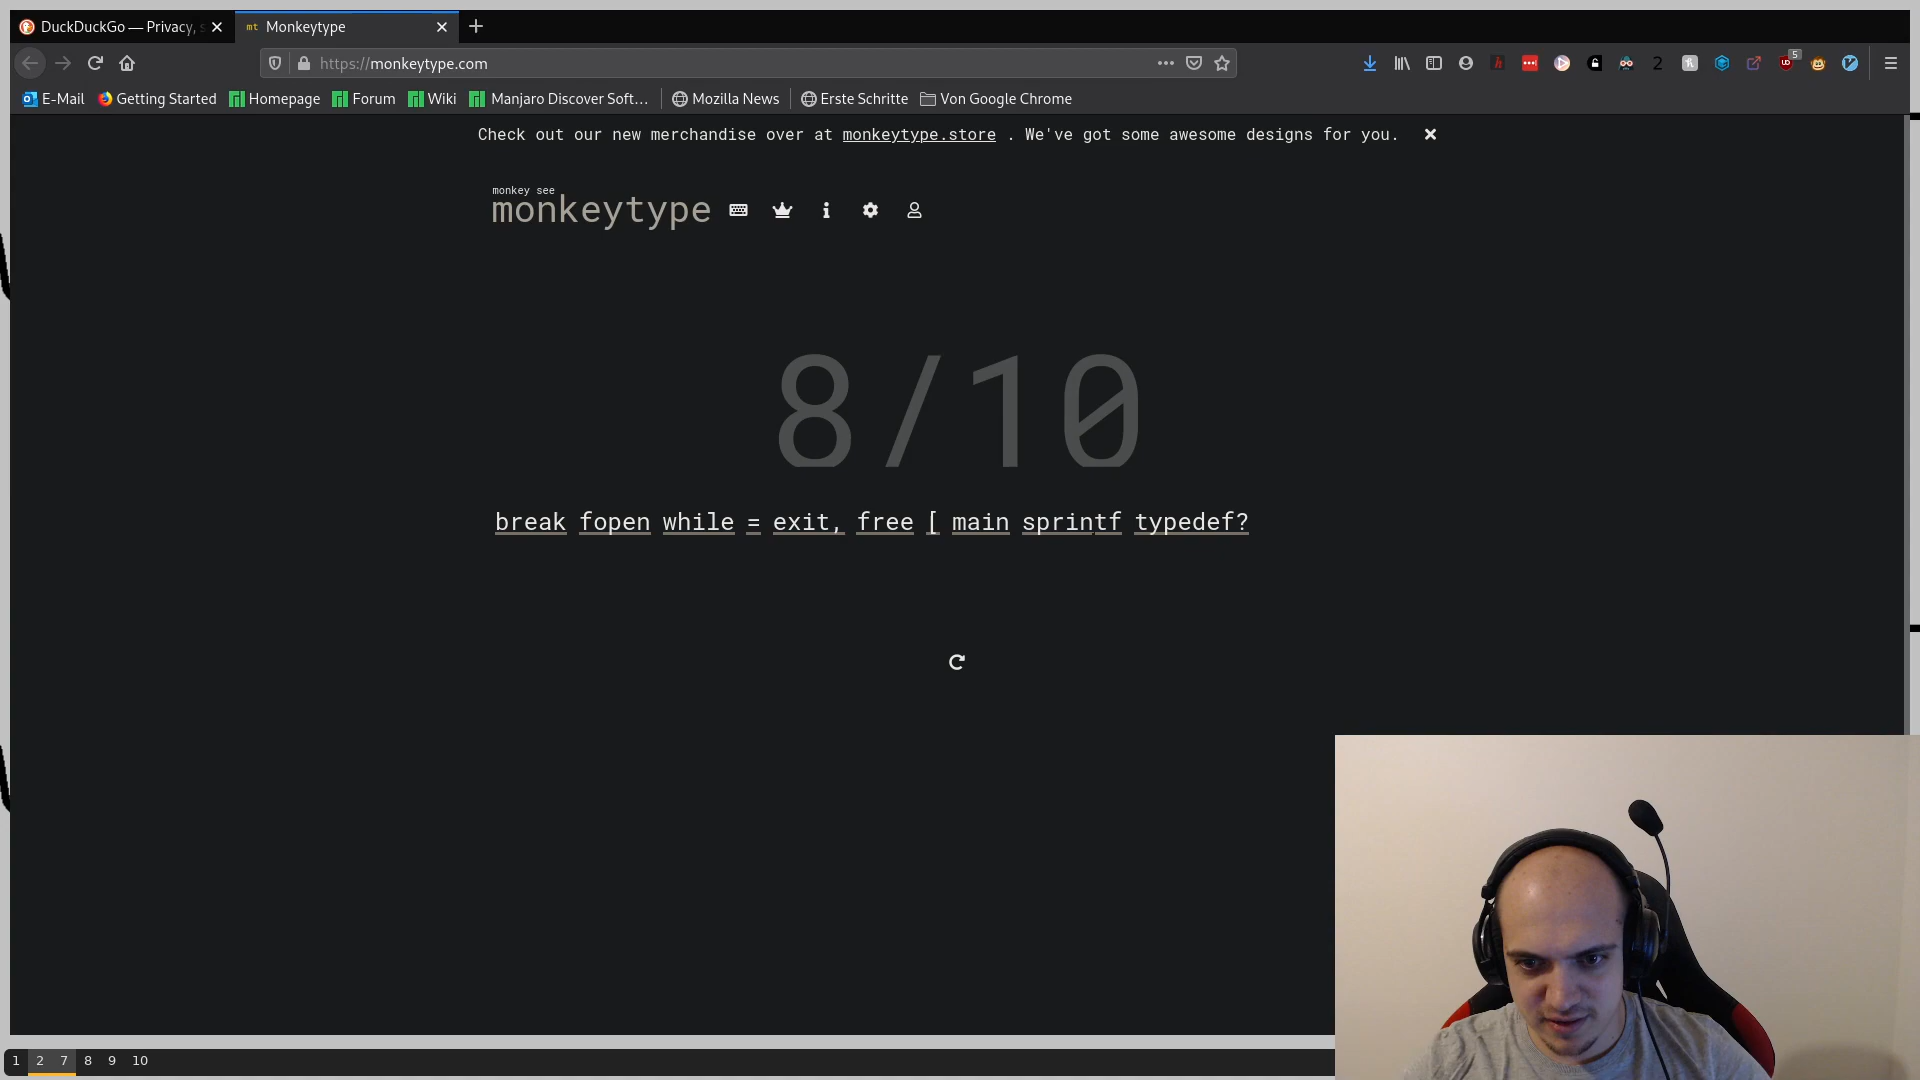 DuckDuckGo — Privacy, s
mt Monkeytype
https://monkeytype.com
5
2
E-Mail Getting Started Homepage Forum Wiki Manjaro Discover Soft… Mozilla News Erste Schritte Von Google Chrome
Check out our new merchandise over at monkeytype.store . We've got some awesome designs for you.
monkey see
monkeytype
8/10
break fopen while = exit, free [ main sprintf typedef?
1 2 7 8 9 10